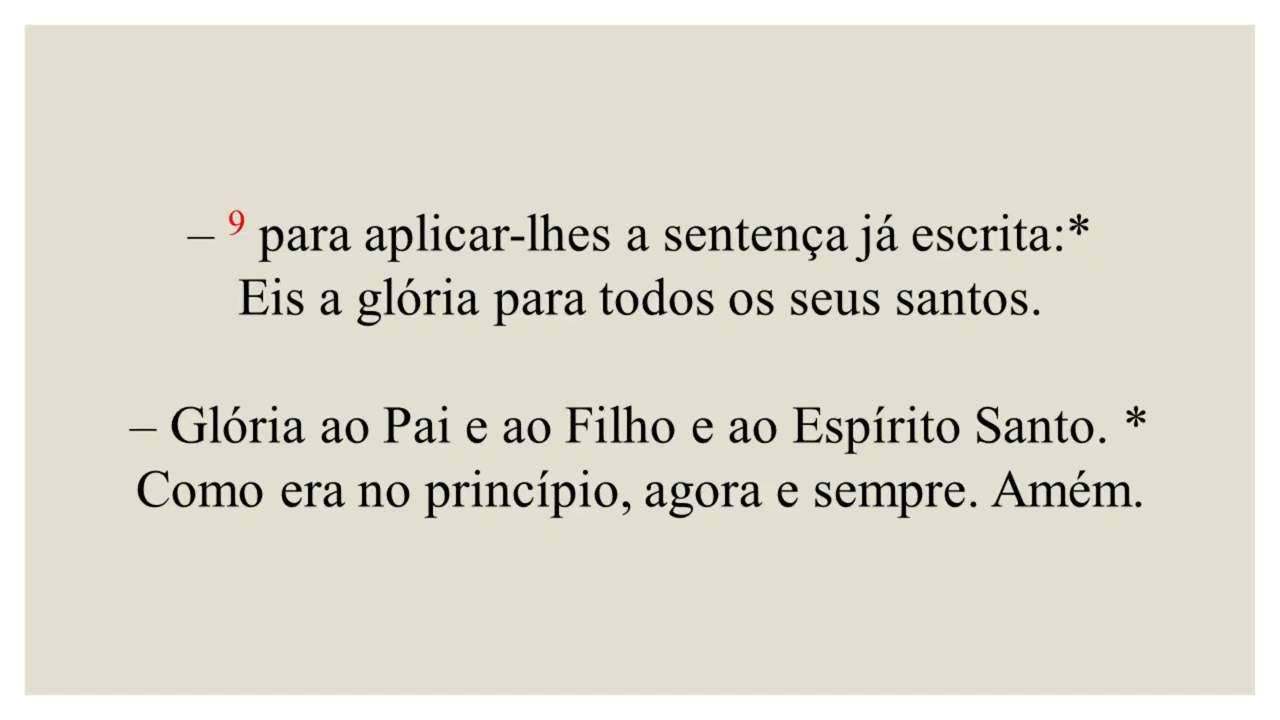 – 9 para aplicar-lhes a sentença já escrita:*
Eis a glória para todos os seus santos.
– Glória ao Pai e ao Filho e ao Espírito Santo. *
Como era no princípio, agora e sempre. Amém.